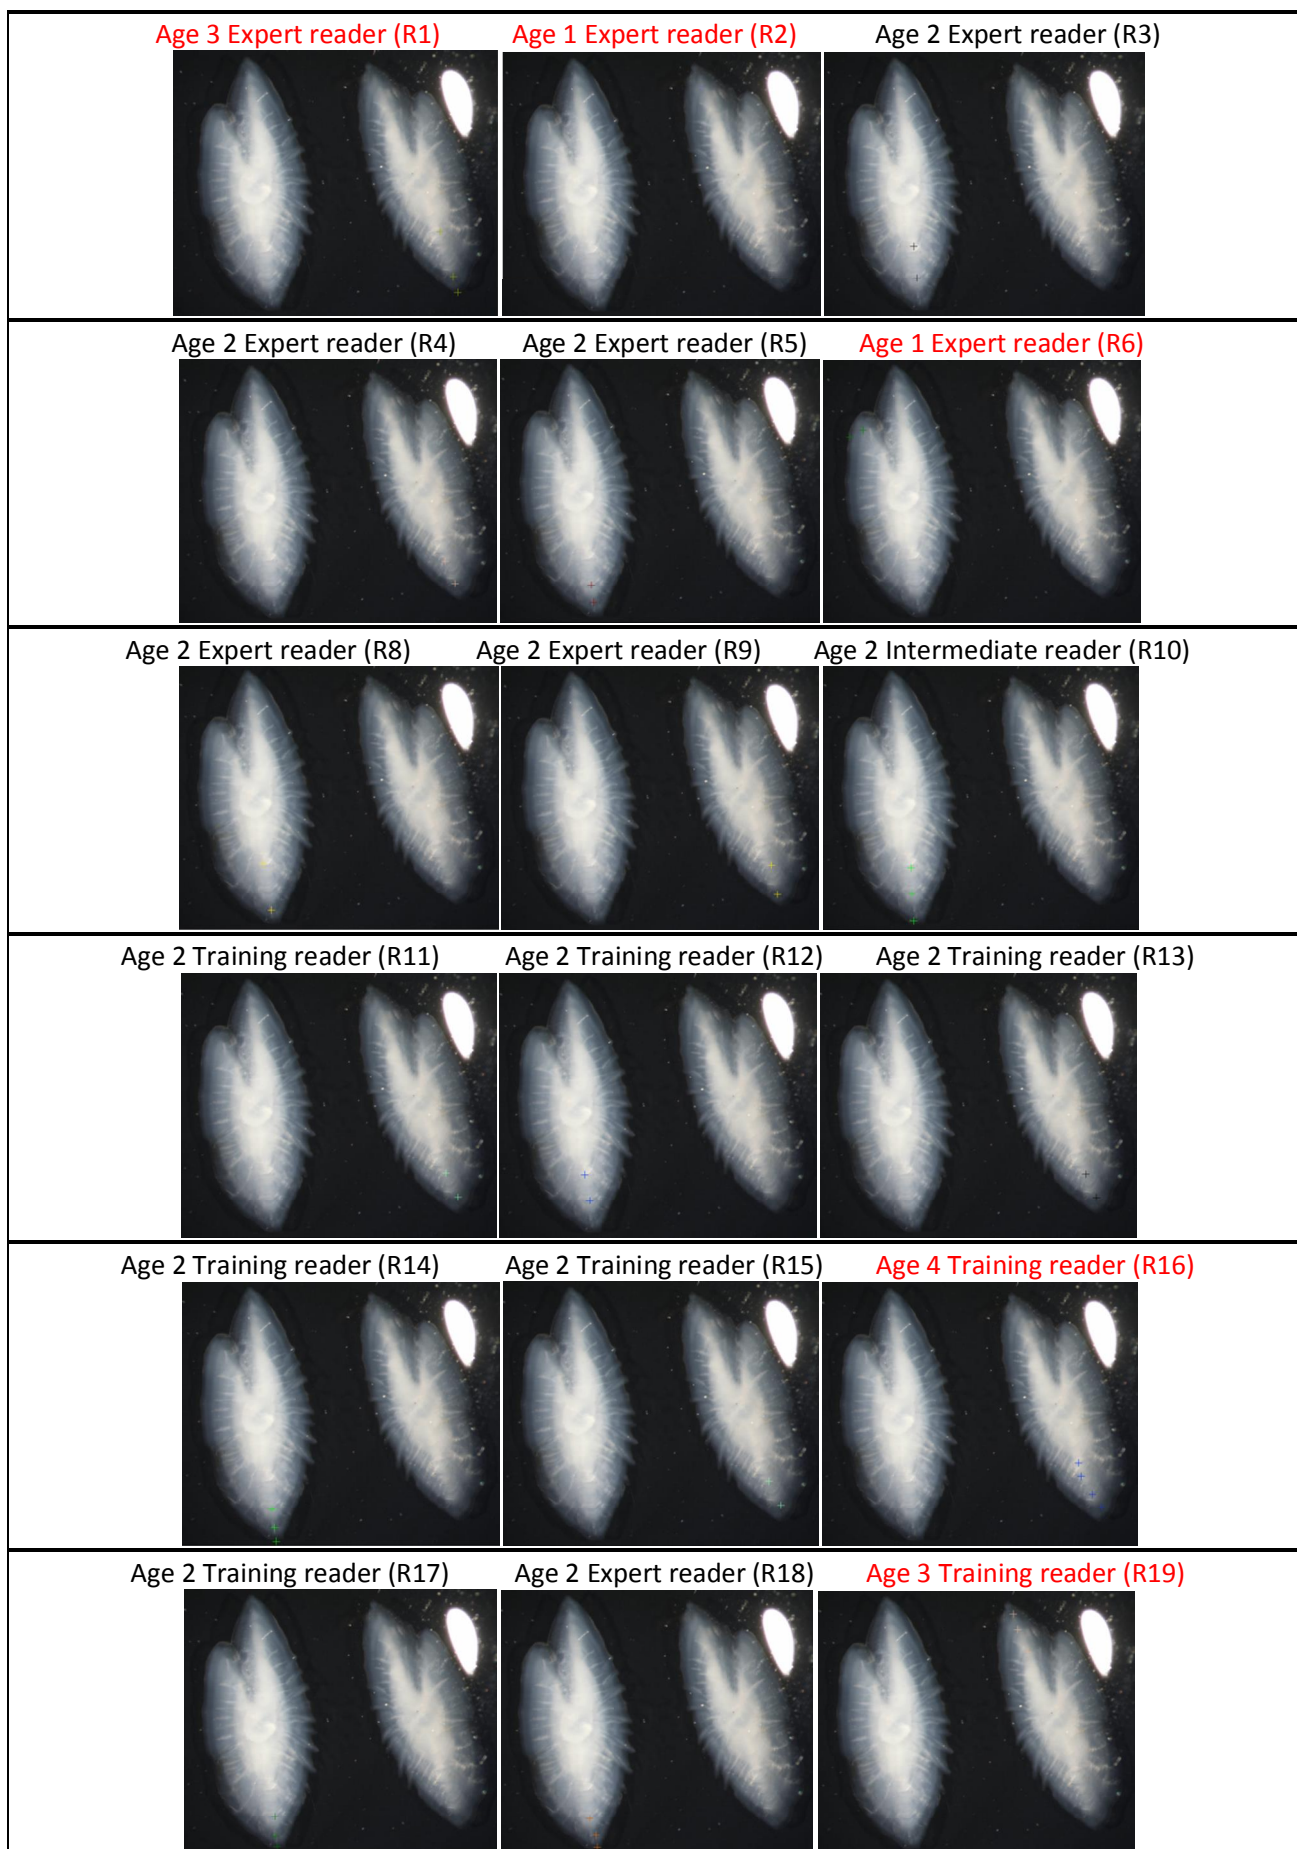 Age 3 Expert reader (R1) Age 1 Expert reader (R2) Age 2 Expert reader (R3)
Age 2 Expert reader (R4) Age 2 Expert reader (R5) Age 1 Expert reader (R6)
Age 2 Expert reader (R8) Age 2 Expert reader (R9) Age 2 Intermediate reader (R10)
Age 2 Training reader (R11) Age 2 Training reader (R12) Age 2 Training reader (R13)
Age 2 Training reader (R14) Age 2 Training reader (R15) Age 4 Training reader (R16)
Age 2 Training reader (R17) Age 2 Expert reader (R18) Age 3 Training reader (R19)